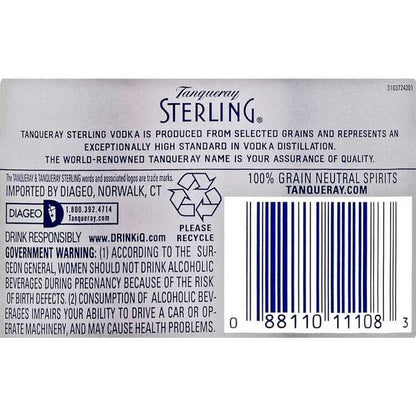 Tanqueray
3103724201
STERLING®
TANQUERAY STERLING VODKA IS PRODUCED FROM SELECTED GRAINS AND REPRESENTS AN
EXCEPTIONALLY HIGH STANDARD IN VODKA DISTILLATION.
THE WORLD-RENOWNED TANQUERAY NAME IS YOUR ASSURANCE OF QUALITY.
The TANQUERAY & TANQUERAY STERLING words and associated logos are trade marks.
IMPORTED BY DIAGEO, NORWALK, CT
DIAGEO
1.800.392.4714
Tanqueray.com
DRINK RESPONSIBLY www.DRINKiQ.com
PLEASE
RECYCLE
GOVERNMENT WARNING: (1) ACCORDING TO THE SUR-
GEON GENERAL, WOMEN SHOULD NOT DRINK ALCOHOLIC
BEVERAGES DURING PREGNANCY BECAUSE OF THE RISK
OF BIRTH DEFECTS. (2) CONSUMPTION OF ALCOHOLIC BEV-
ERAGES IMPAIRS YOUR ABILITY TO DRIVE A CAR OR OP-
ERATE MACHINERY, AND MAY CAUSE HEALTH PROBLEMS.
100% GRAIN NEUTRAL SPIRITS
TANQUERAY.COM
0 88110 11108 3